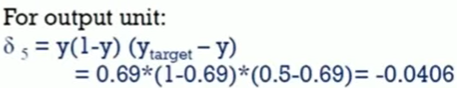 For output unit:
δ 5 = y(1-y) (ytarget – y)
= 0.69*(1-0.69)*(0.5-0.69)= -0.0406